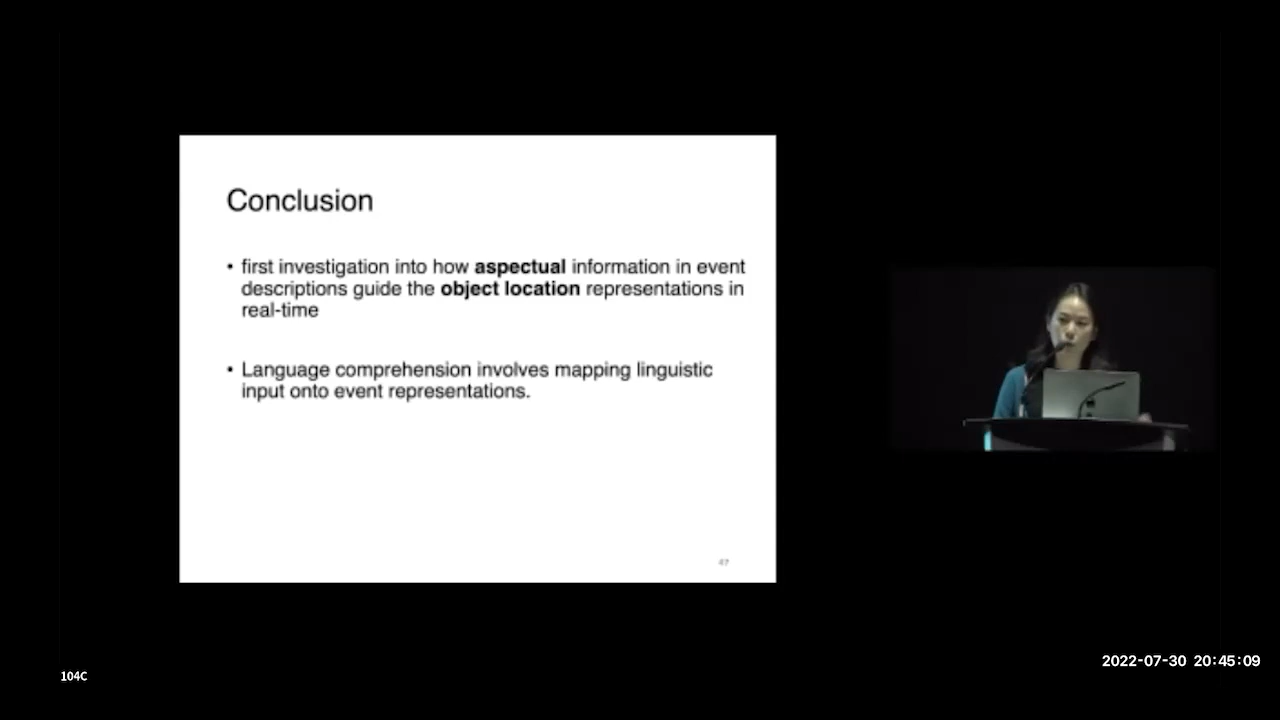 Conclusion
• first investigation into how aspectual information in event
descriptions guide the object location representations in
real-time
• Language comprehension involves mapping linguistic
input onto event representations.
104C
2022-07-30 20:45:09